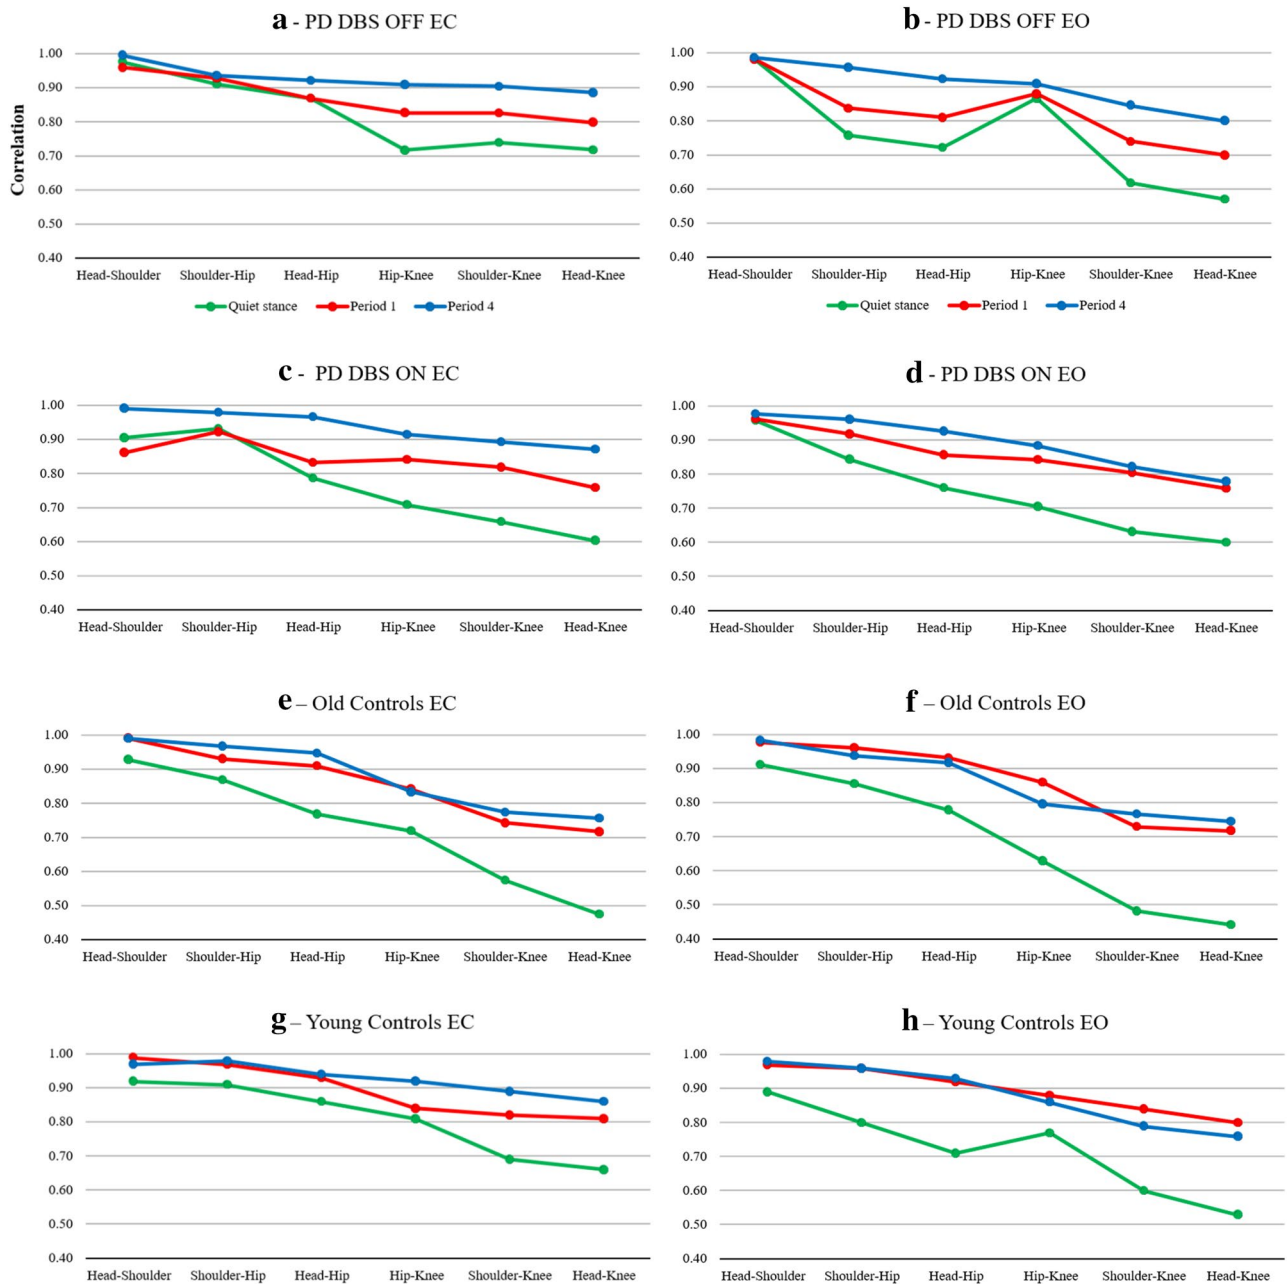 a - PD DBS OFF EC
Correlation
1.00
0.90
0.80
0.70
0.60
0.50
0.40
Head-Shoulder Shoulder-Hip Head-Hip Hip-Knee Shoulder-Knee Head-Knee
Quiet stance Period 1 Period 4
b - PD DBS OFF EO
1.00
0.90
0.80
0.70
0.60
0.50
0.40
Head-Shoulder Shoulder-Hip Head-Hip Hip-Knee Shoulder-Knee Head-Knee
Quiet stance Period 1 Period 4
c - PD DBS ON EC
1.00
0.90
0.80
0.70
0.60
0.50
0.40
Head-Shoulder Shoulder-Hip Head-Hip Hip-Knee Shoulder-Knee Head-Knee
d - PD DBS ON EO
1.00
0.90
0.80
0.70
0.60
0.50
0.40
Head-Shoulder Shoulder-Hip Head-Hip Hip-Knee Shoulder-Knee Head-Knee
e – Old Controls EC
1.00
0.90
0.80
0.70
0.60
0.50
0.40
Head-Shoulder Shoulder-Hip Head-Hip Hip-Knee Shoulder-Knee Head-Knee
f – Old Controls EO
1.00
0.90
0.80
0.70
0.60
0.50
0.40
Head-Shoulder Shoulder-Hip Head-Hip Hip-Knee Shoulder-Knee Head-Knee
g – Young Controls EC
1.00
0.90
0.80
0.70
0.60
0.50
0.40
Head-Shoulder Shoulder-Hip Head-Hip Hip-Knee Shoulder-Knee Head-Knee
h – Young Controls EO
1.00
0.90
0.80
0.70
0.60
0.50
0.40
Head-Shoulder Shoulder-Hip Head-Hip Hip-Knee Shoulder-Knee Head-Knee